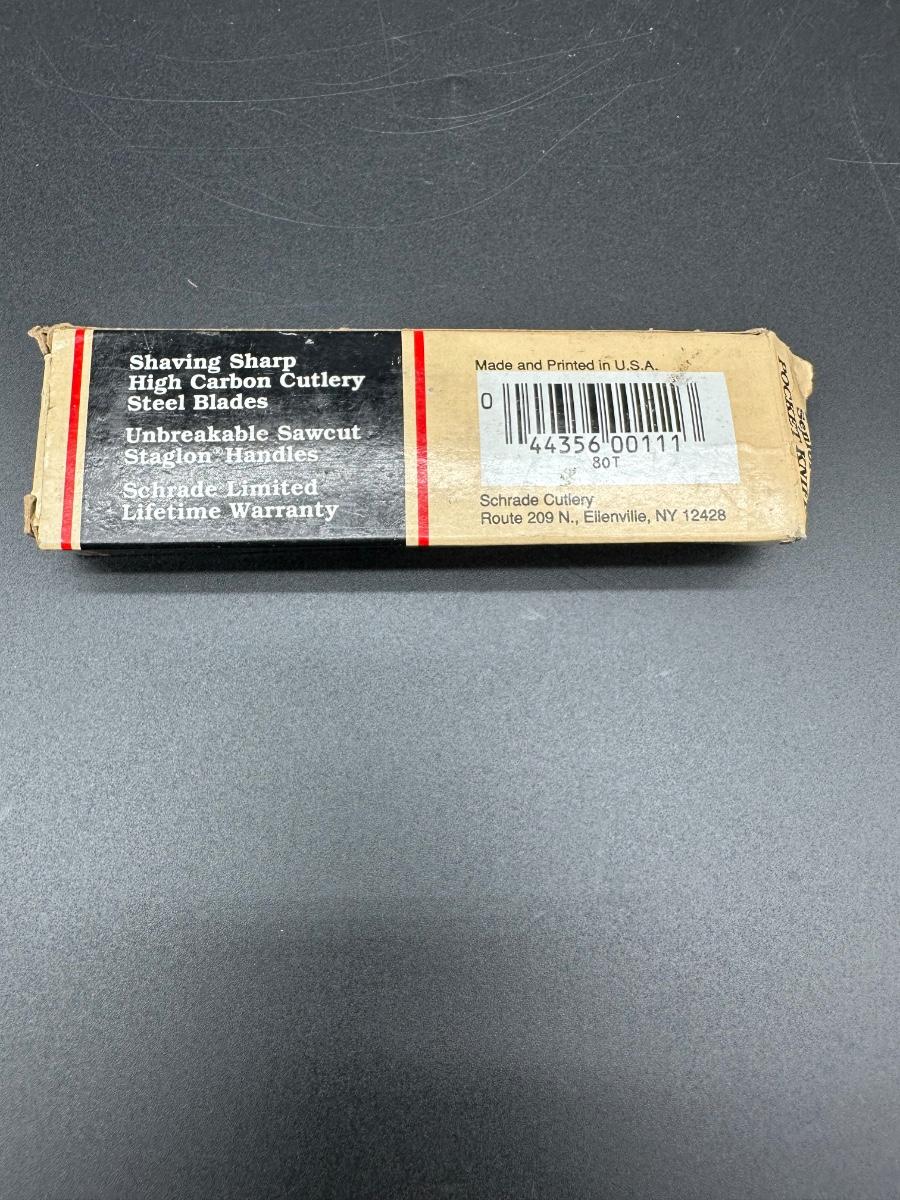 Shaving Sharp
High Carbon Cutlery
Steel Blades
Unbreakable Sawcut
Staglon® Handles
Schrade Limited
Lifetime Warranty
Made and Printed in U.S.A.
0 44356 00111
80T
Schrade Cutlery
Route 209 N., Ellenville, NY 12428
POCKET